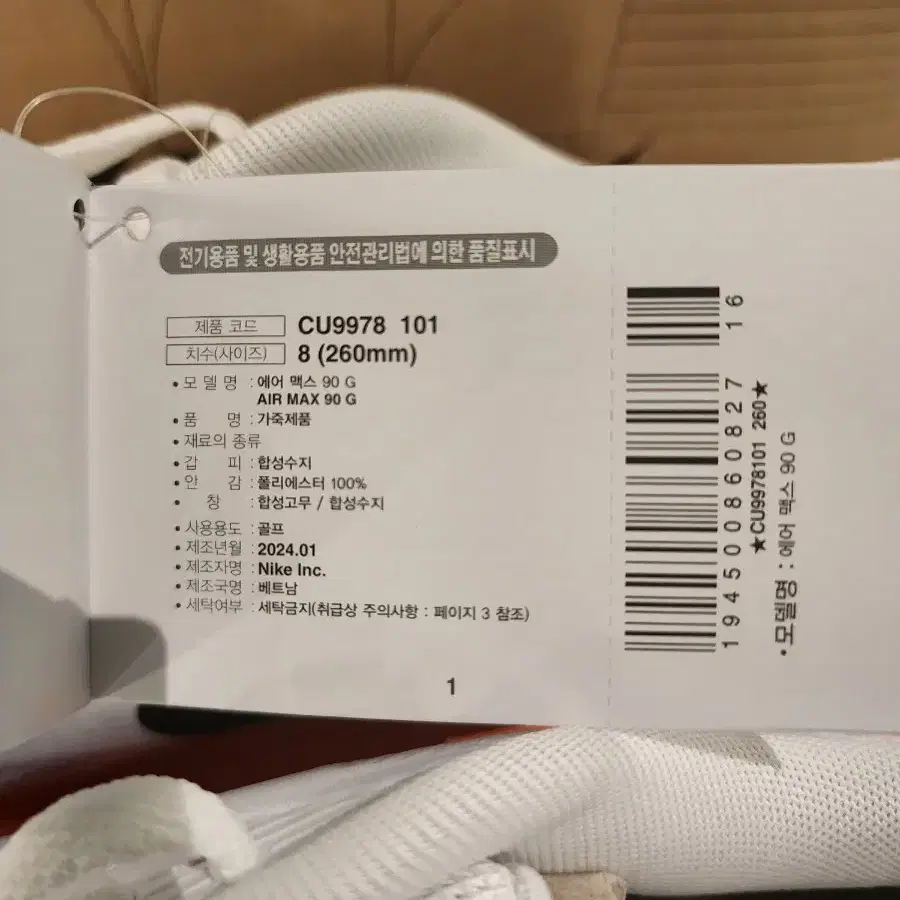 전기용품 및 생활용품 안전관리법에 의한 품질표시
제품 코드 CU9978 101
치수(사이즈) 8 (260mm)
• 모 델 명 : 에어 맥스 90 G
AIR MAX 90 G
• 품 명 : 가죽제품
• 재료의 종류
• 갑 피 : 합성수지
• 안 감 : 폴리에스터 100%
• 창 : 합성고무 / 합성수지
• 사용용도 : 골프
• 제조년월 : 2024.01
• 제조자명 : Nike Inc.
• 제조국명 : 베트남
• 세탁여부 : 세탁금지(취급상 주의사항 : 페이지 3 참조)
1
194500860827 16
★CU9978101 260★
• 모델명 : 에어 맥스 90 G